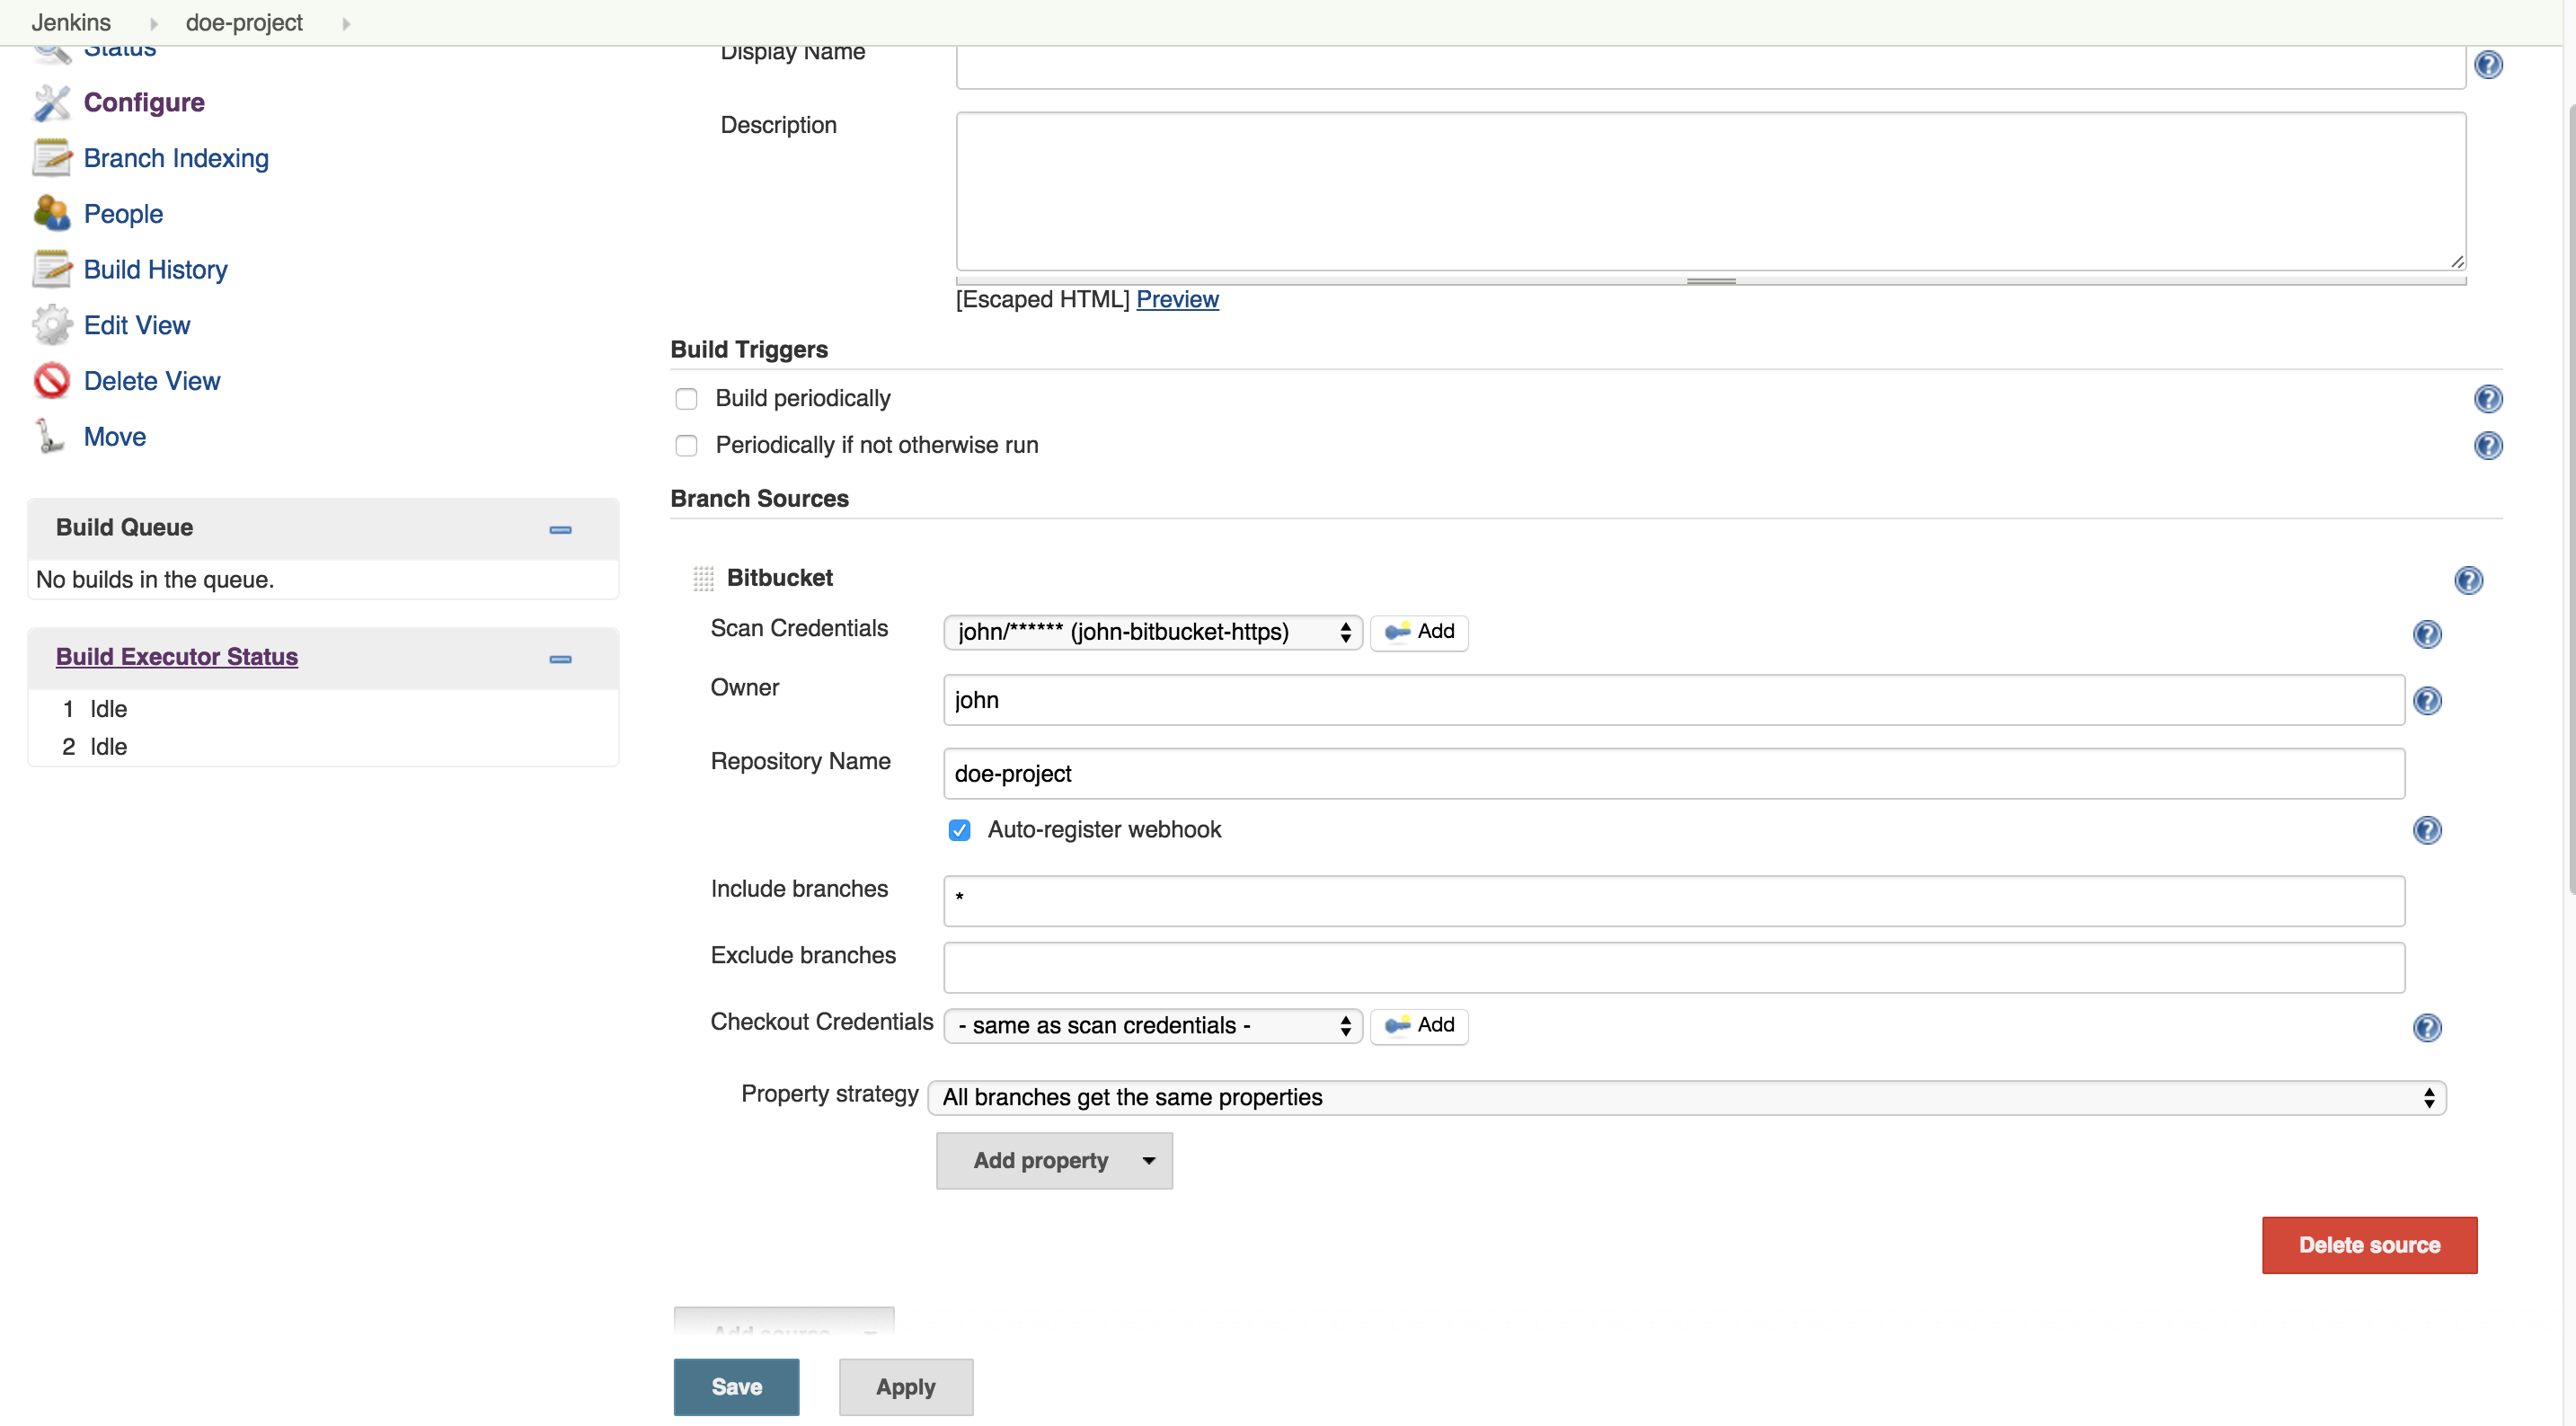 Jenkins doe-project
Status
Configure
Branch Indexing
People
Build History
Edit View
Delete View
Move
Build Queue
No builds in the queue.
Build Executor Status
1 Idle
2 Idle
Display Name
Description
[Escaped HTML] Preview
Build Triggers
Build periodically
Periodically if not otherwise run
Branch Sources
Bitbucket
Scan Credentials john/****** (john-bitbucket-https) Add
Owner john
Repository Name doe-project
Auto-register webhook
Include branches *
Exclude branches
Checkout Credentials - same as scan credentials - Add
Property strategy All branches get the same properties
Add property
Delete source
Add source
Save Apply